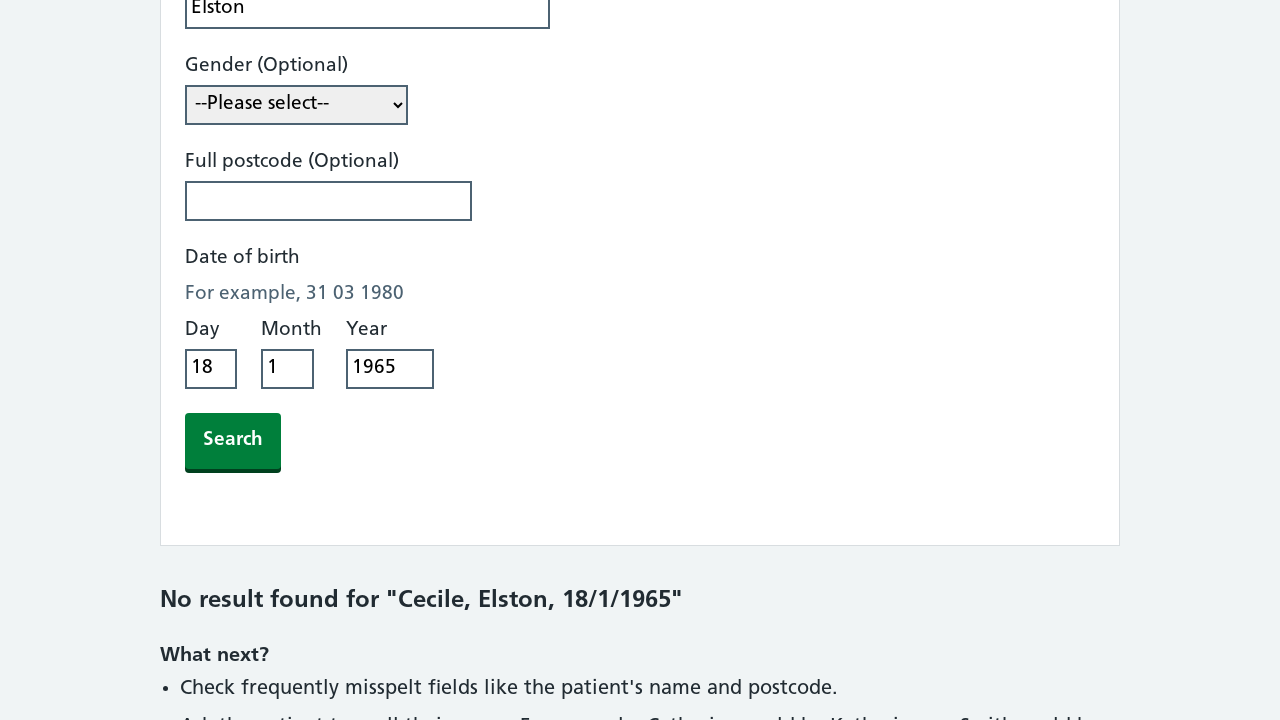 Elston
Gender (Optional)
--Please select--
Full postcode (Optional)
Date of birth
For example, 31 03 1980
Day Month Year
18 1 1965
Search
No result found for "Cecile, Elston, 18/1/1965"
What next?
• Check frequently misspelt fields like the patient's name and postcode.